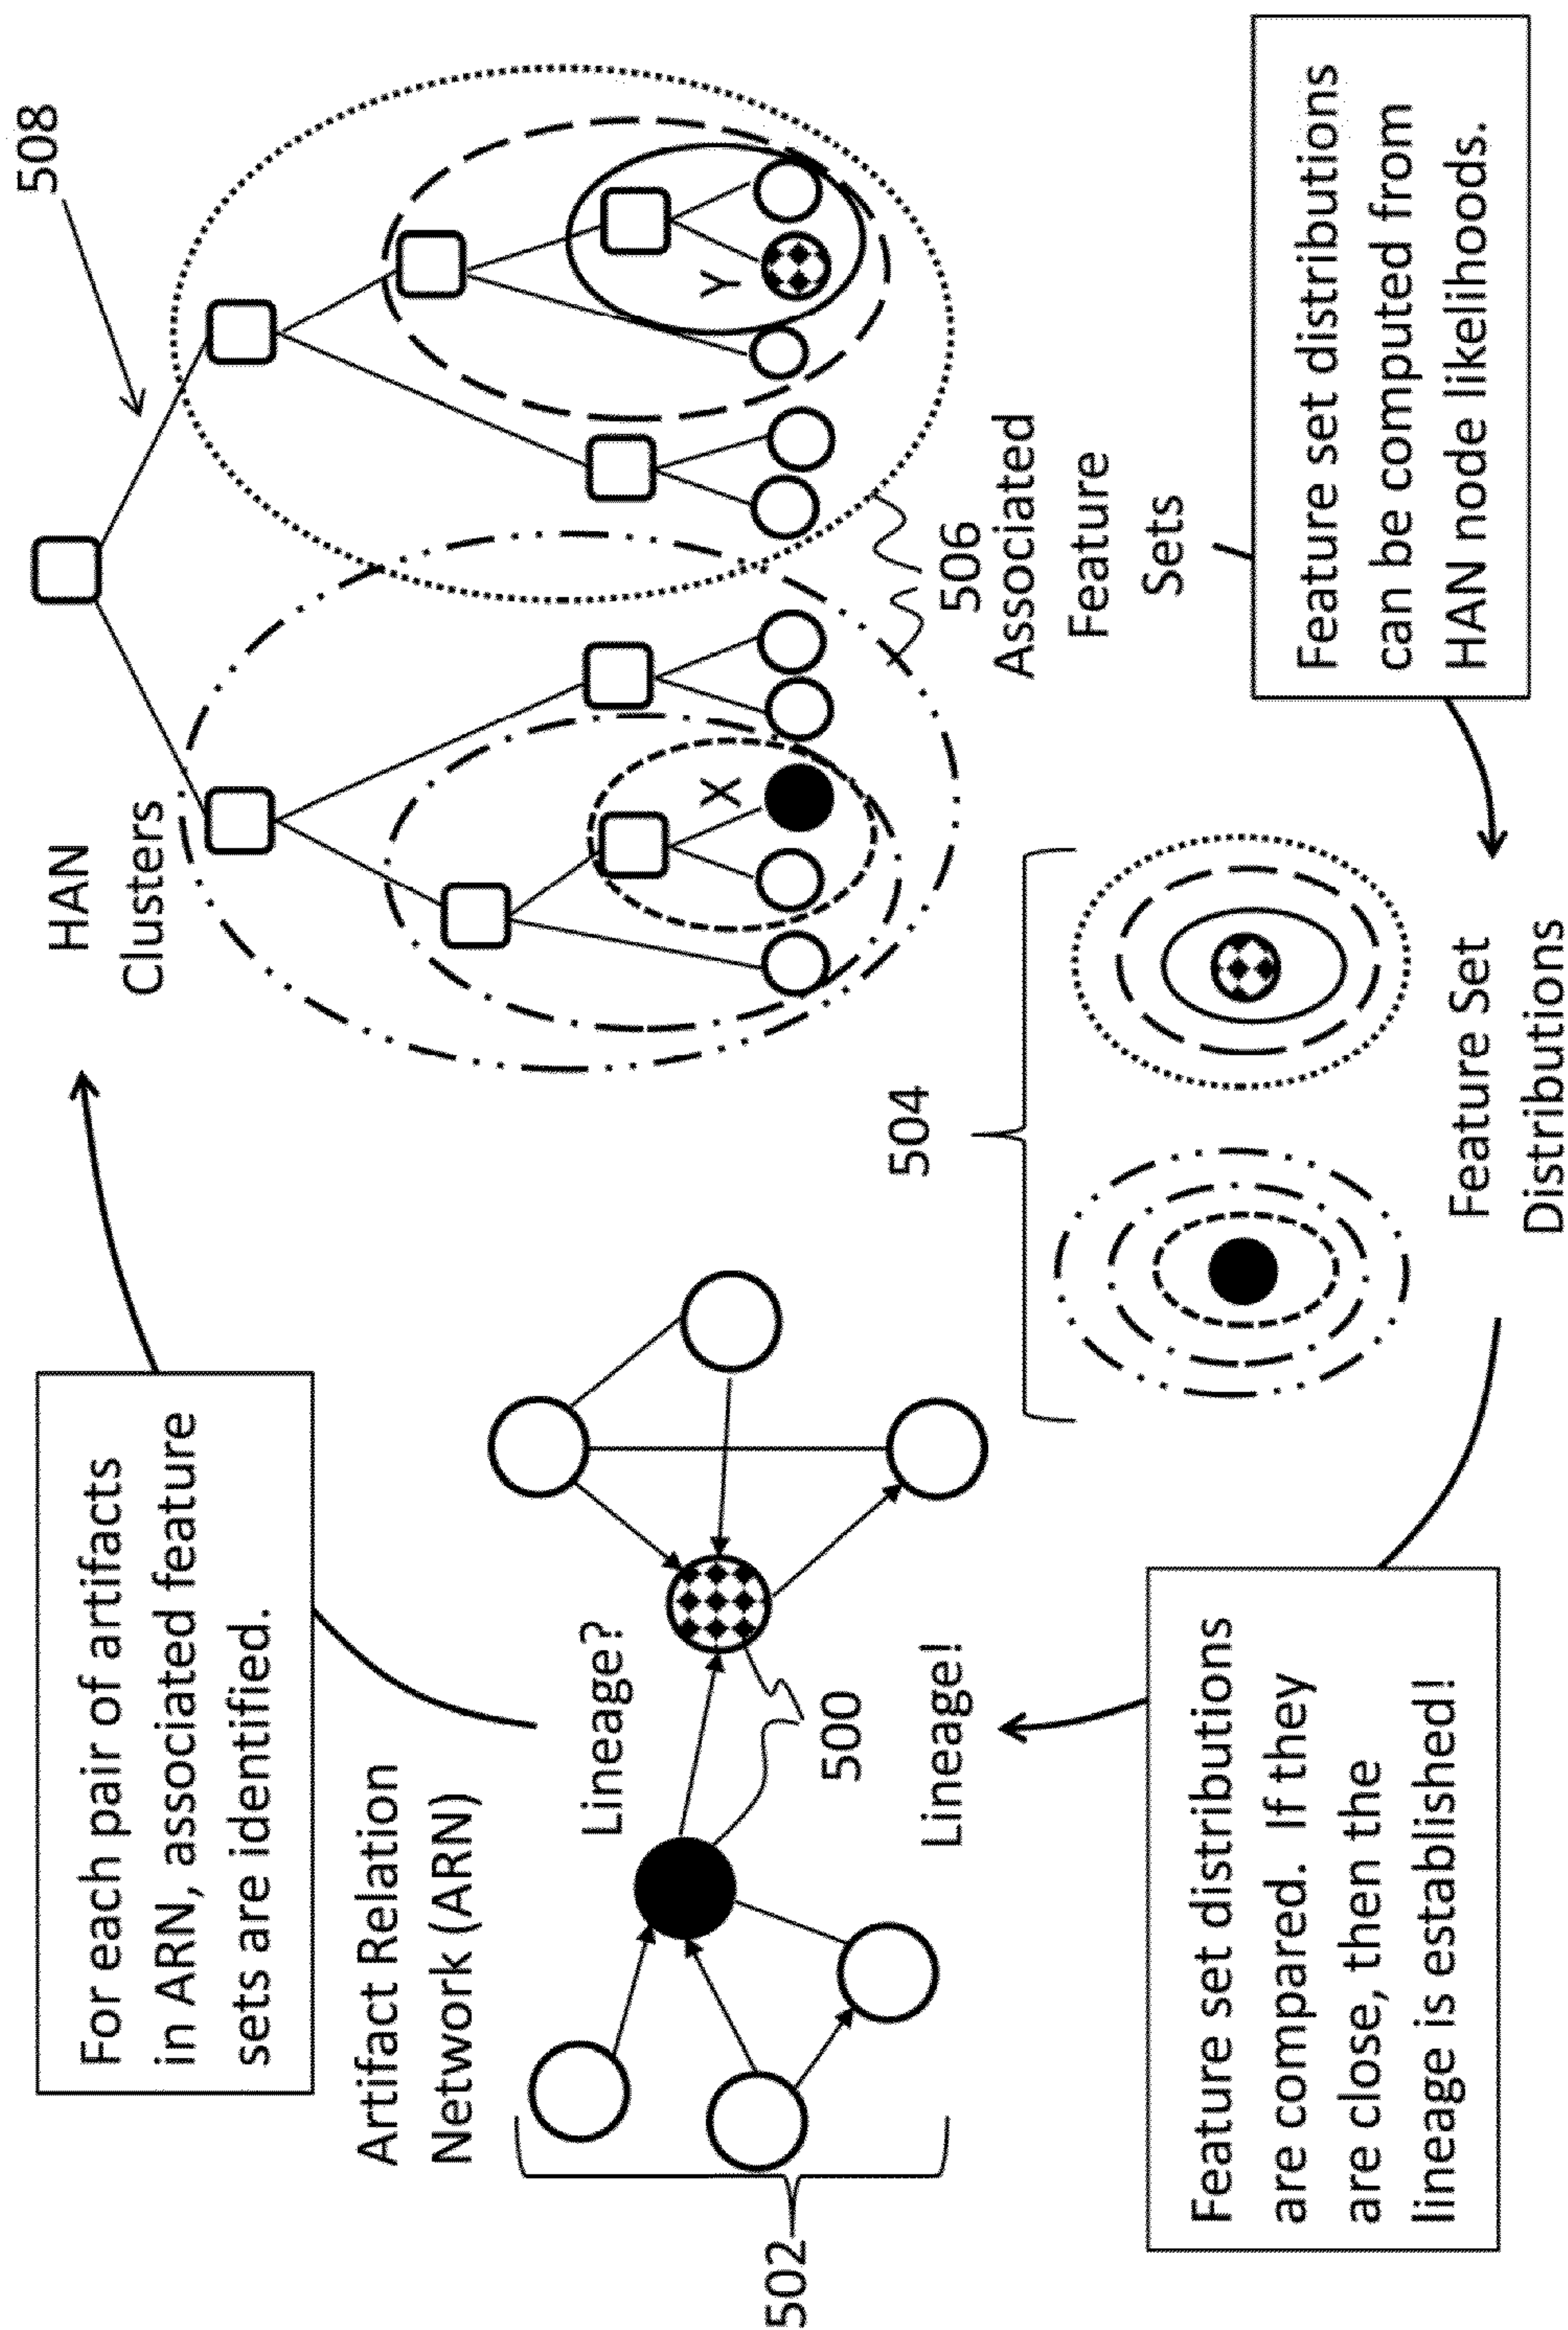 For each pair of artifacts
in ARN, associated feature
sets are identified.
HAN
Clusters
508
Artifact Relation
Network (ARN)
Lineage?
502
500
Lineage!
X
Y
506
Associated
Feature
Sets
504
Feature set distributions
are compared. If they
are close, then the
lineage is established!
Feature Set
Distributions
Feature set distributions
can be computed from
HAN node likelihoods.